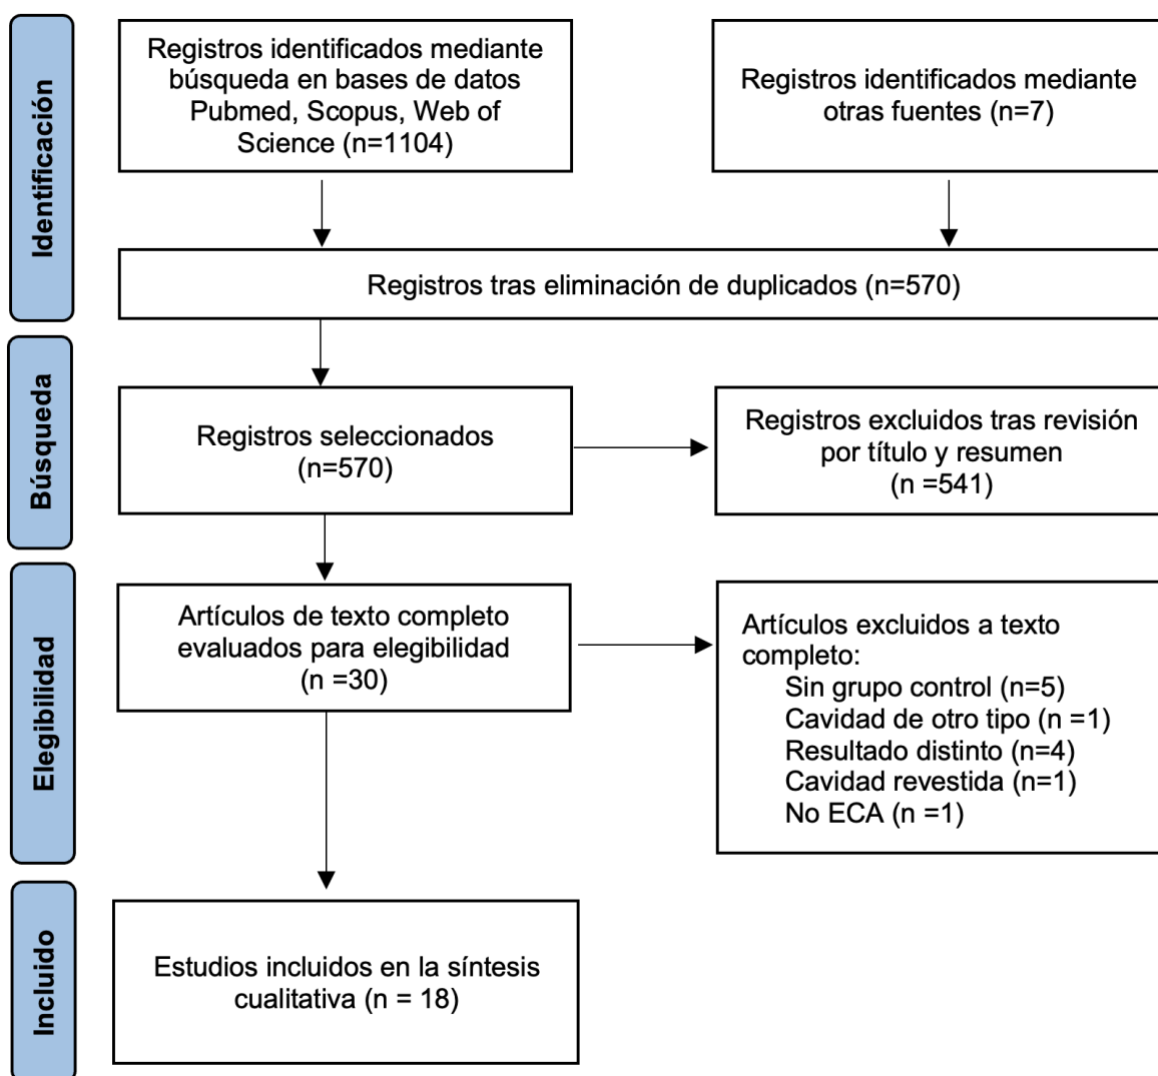 Identificación
Registros identificados mediante
búsqueda en bases de datos
Pubmed, Scopus, Web of
Science (n=1104)
Registros identificados mediante
otras fuentes (n=7)
Registros tras eliminación de duplicados (n=570)
Búsqueda
Registros seleccionados
(n=570)
Registros excluidos tras revisión
por título y resumen
(n =541)
Elegibilidad
Artículos de texto completo
evaluados para elegibilidad
(n =30)
Artículos excluidos a texto
completo:
Sin grupo control (n=5)
Cavidad de otro tipo (n =1)
Resultado distinto (n=4)
Cavidad revestida (n=1)
No ECA (n =1)
Incluido
Estudios incluidos en la síntesis
cualitativa (n = 18)